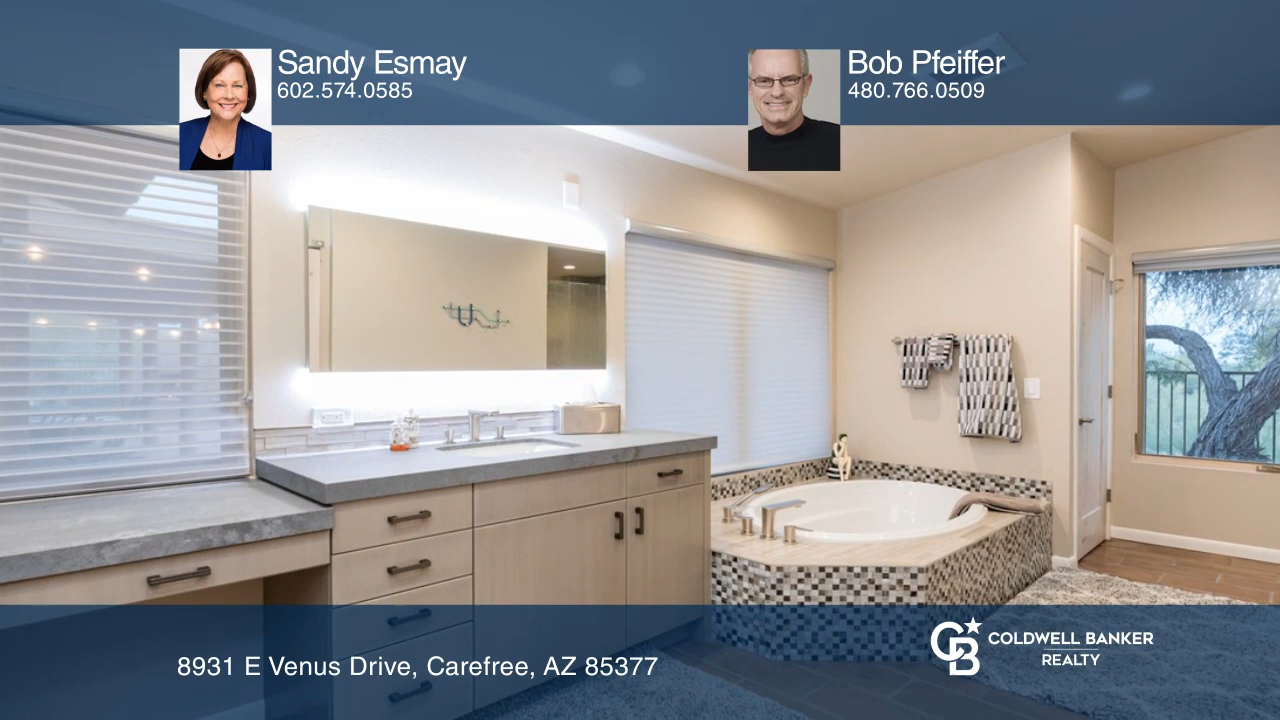 Sandy Esmay
602.574.0585
Bob Pfeiffer
480.766.0509
8931 E Venus Drive, Carefree, AZ 85377
CB
COLDWELL BANKER
REALTY